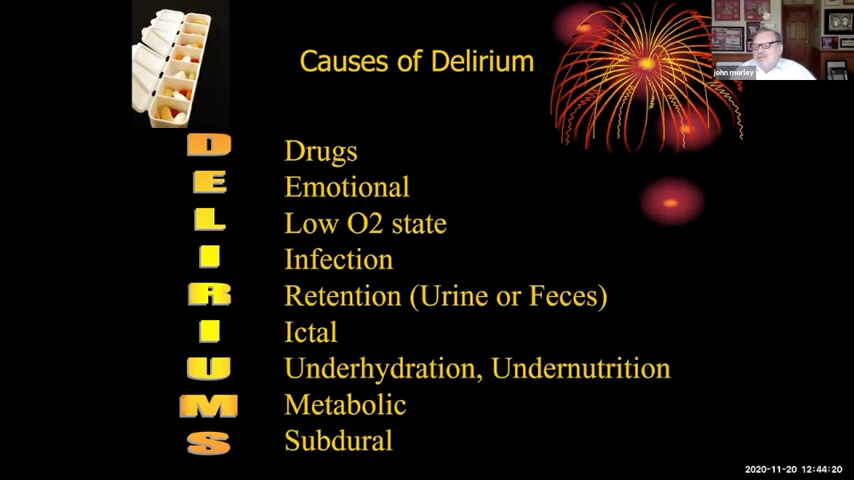 Causes of Delirium
john morley
D Drugs
E Emotional
L Low O2 state
I Infection
R Retention (Urine or Feces)
I Ictal
U Underhydration, Undernutrition
M Metabolic
S Subdural
2020-11-20 12:44:20